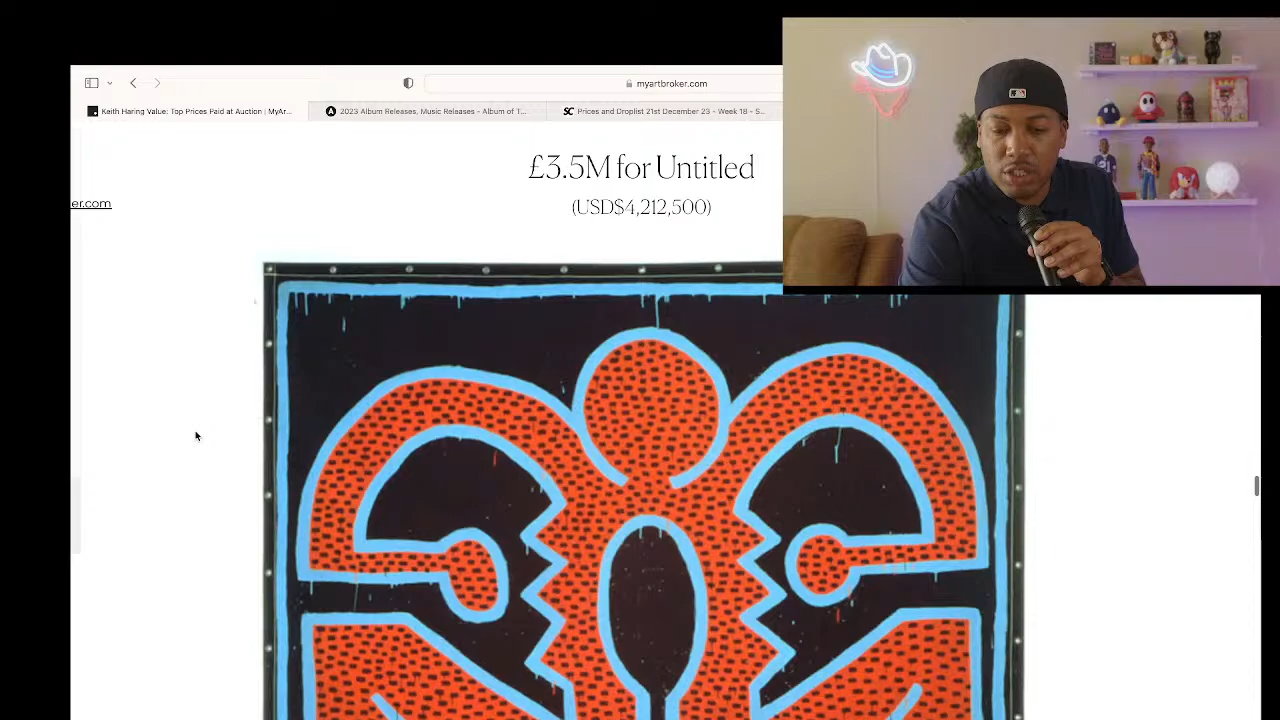 myartbroker.com
Keith Haring Value: Top Prices Paid at Auction | MyAr...
2023 Album Releases, Music Releases - Album of T...
SC Prices and Droplist 21st December 23 - Week 18 - S...
£3.5M for Untitled
er.com
(USD$4,212,500)